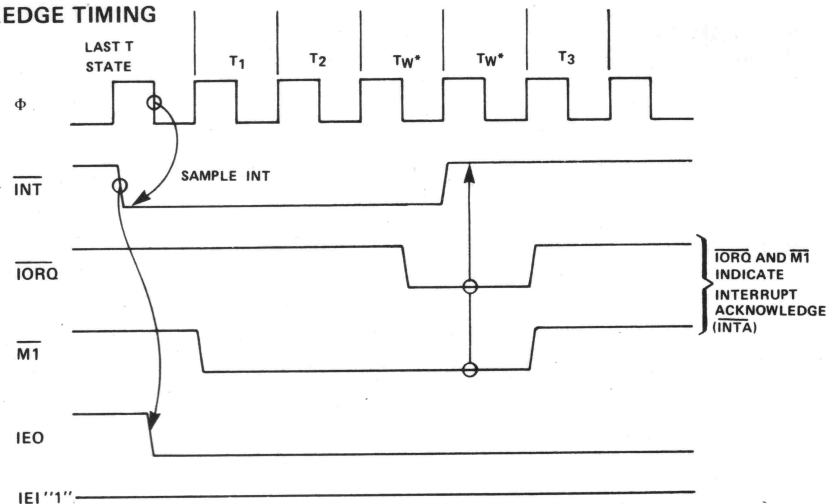 EDGE TIMING
LAST T
STATE
T1
T2
TW*
TW*
T3
Φ
INT
SAMPLE INT
IORQ
IORQ AND M1
INDICATE
INTERRUPT
ACKNOWLEDGE
(INTA)
M1
IEO
IEI "1"